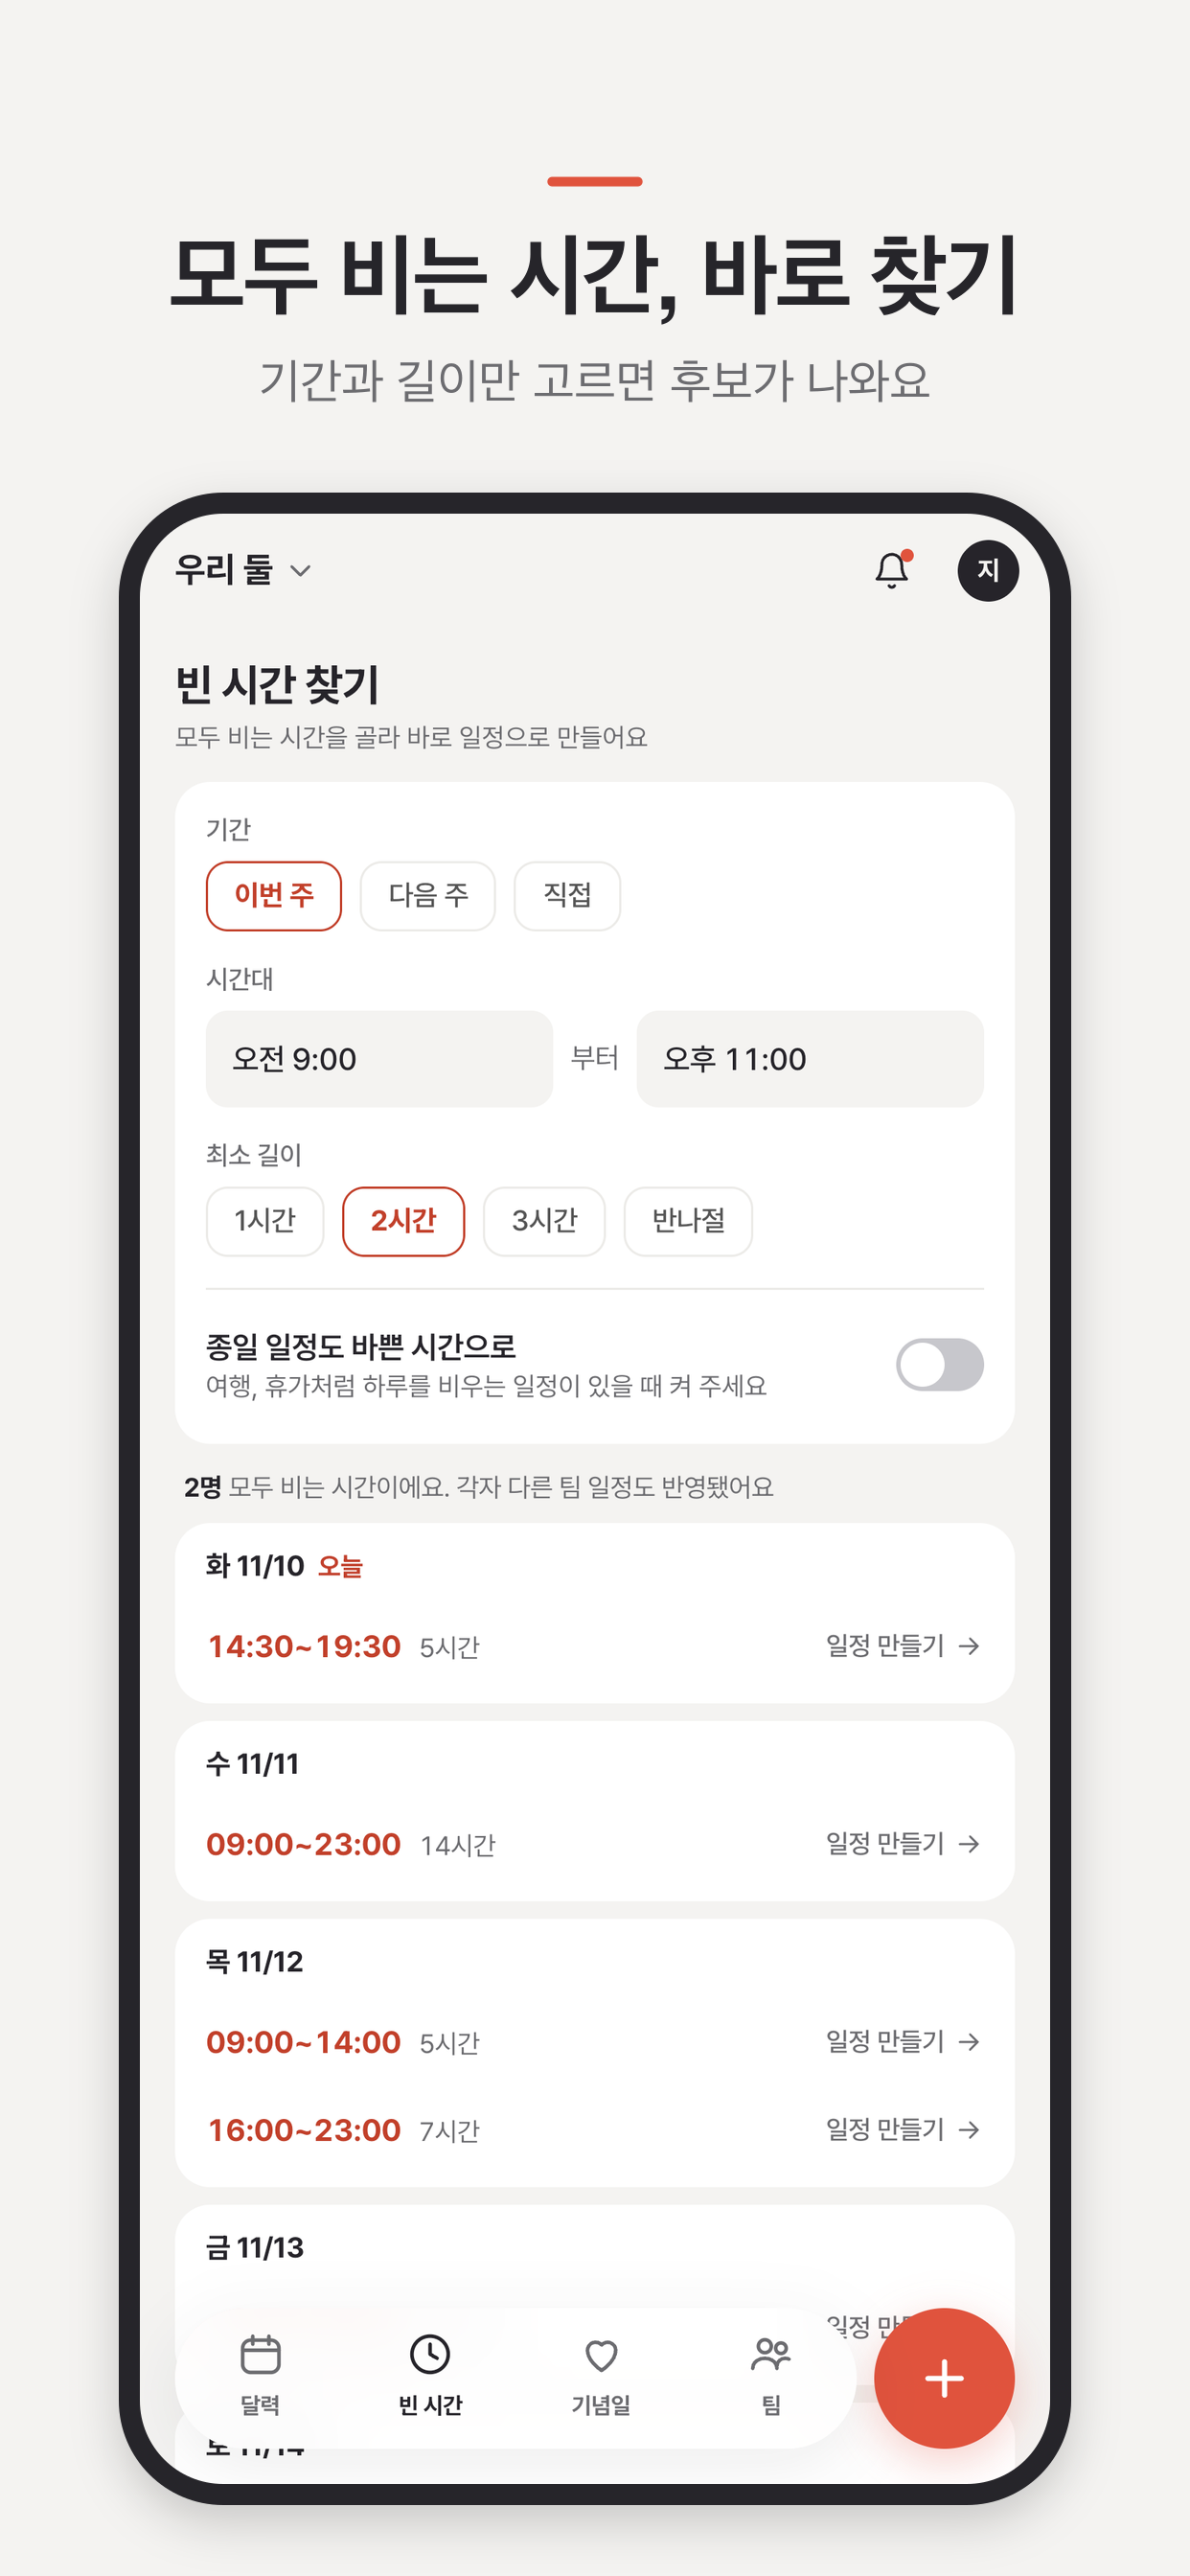 모두 비는 시간, 바로 찾기
기간과 길이만 고르면 후보가 나와요
우리 둘
지
빈 시간 찾기
모두 비는 시간을 골라 바로 일정으로 만들어요
기간
이번 주 다음 주 직접
시간대
오전 9:00 부터 오후 11:00
최소 길이
1시간 2시간 3시간 반나절
종일 일정도 바쁜 시간으로
여행, 휴가처럼 하루를 비우는 일정이 있을 때 켜 주세요
2명 모두 비는 시간이에요. 각자 다른 팀 일정도 반영됐어요
화 11/10 오늘
14:30~19:30 5시간 일정 만들기 →
수 11/11
09:00~23:00 14시간 일정 만들기 →
목 11/12
09:00~14:00 5시간 일정 만들기 →
16:00~23:00 7시간 일정 만들기 →
금 11/13
일정
달력 빈 시간 기념일 팀